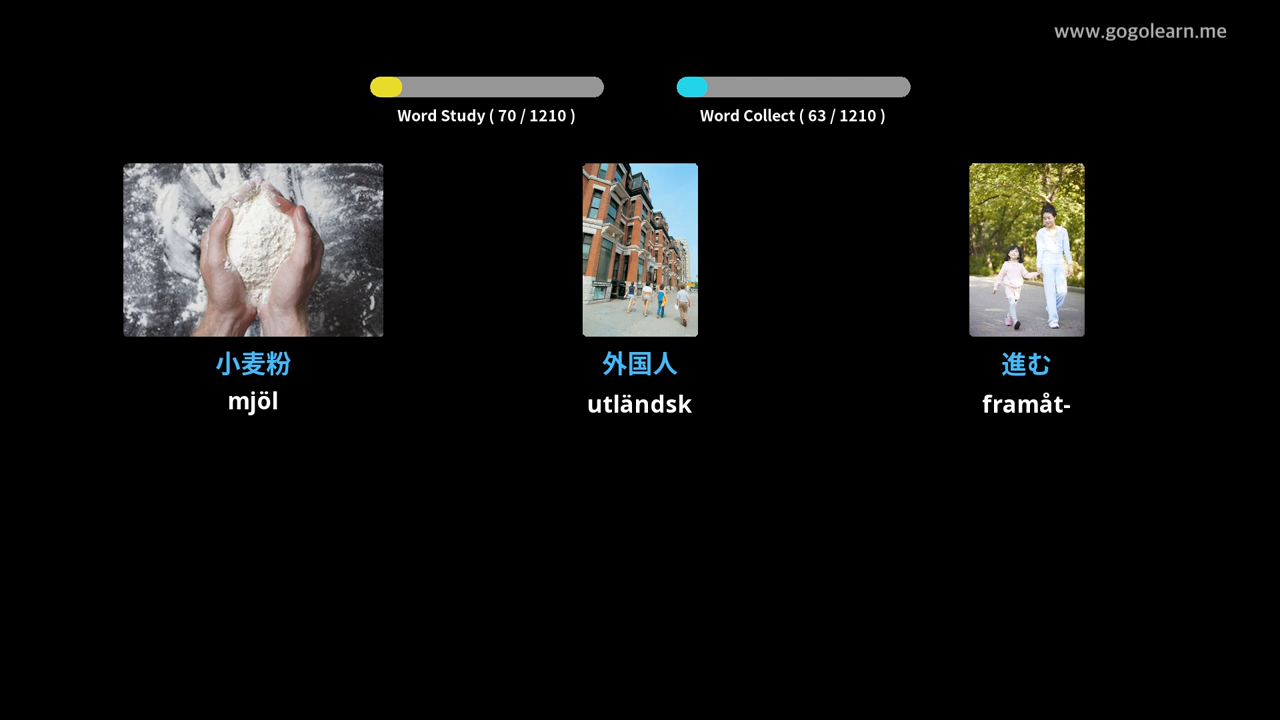 www.gogolearn.me
Word Study ( 70 / 1210 )
Word Collect ( 63 / 1210 )
小麦粉
mjöl
外国人
utländsk
進む
framåt-